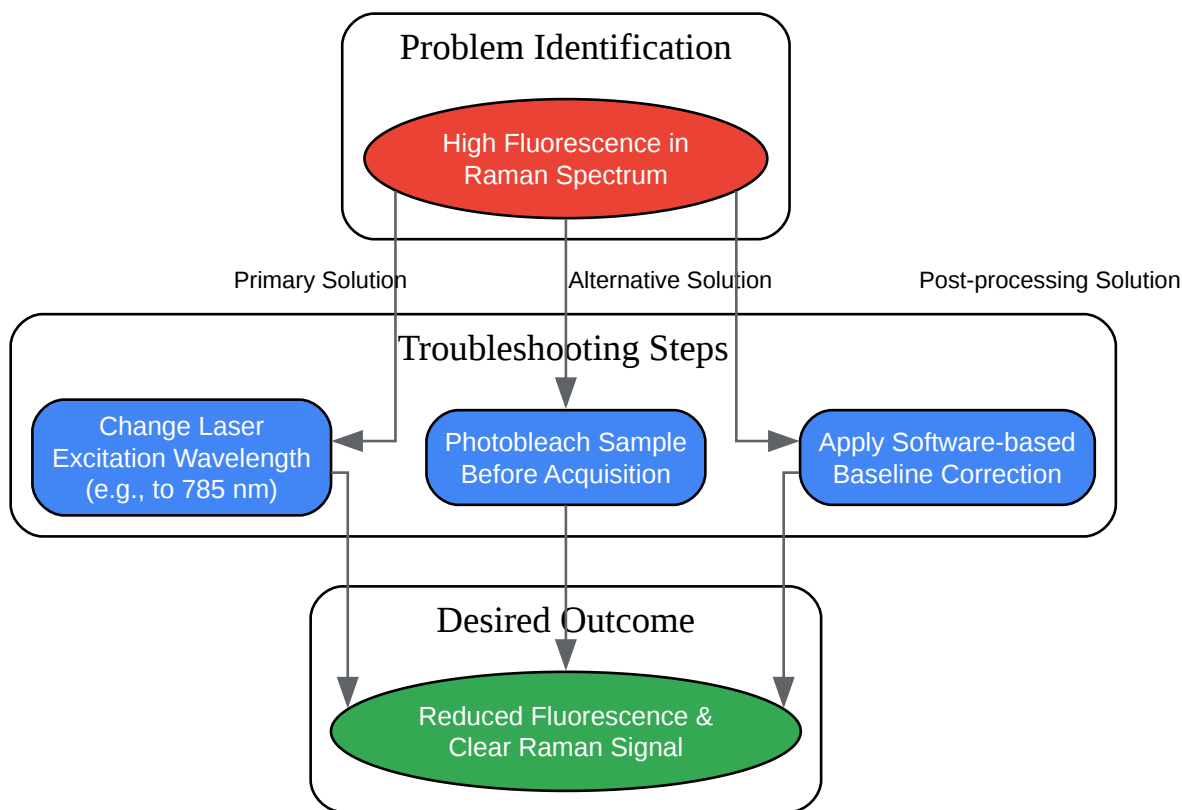 Problem Identification
High Fluorescence in
Raman Spectrum
Primary Solution
Alternative Solution
Post-processing Solution
Troubleshooting Steps
Change Laser
Excitation Wavelength
(e.g., to 785 nm)
Photobleach Sample
Before Acquisition
Apply Software-based
Baseline Correction
Desired Outcome
Reduced Fluorescence &
Clear Raman Signal